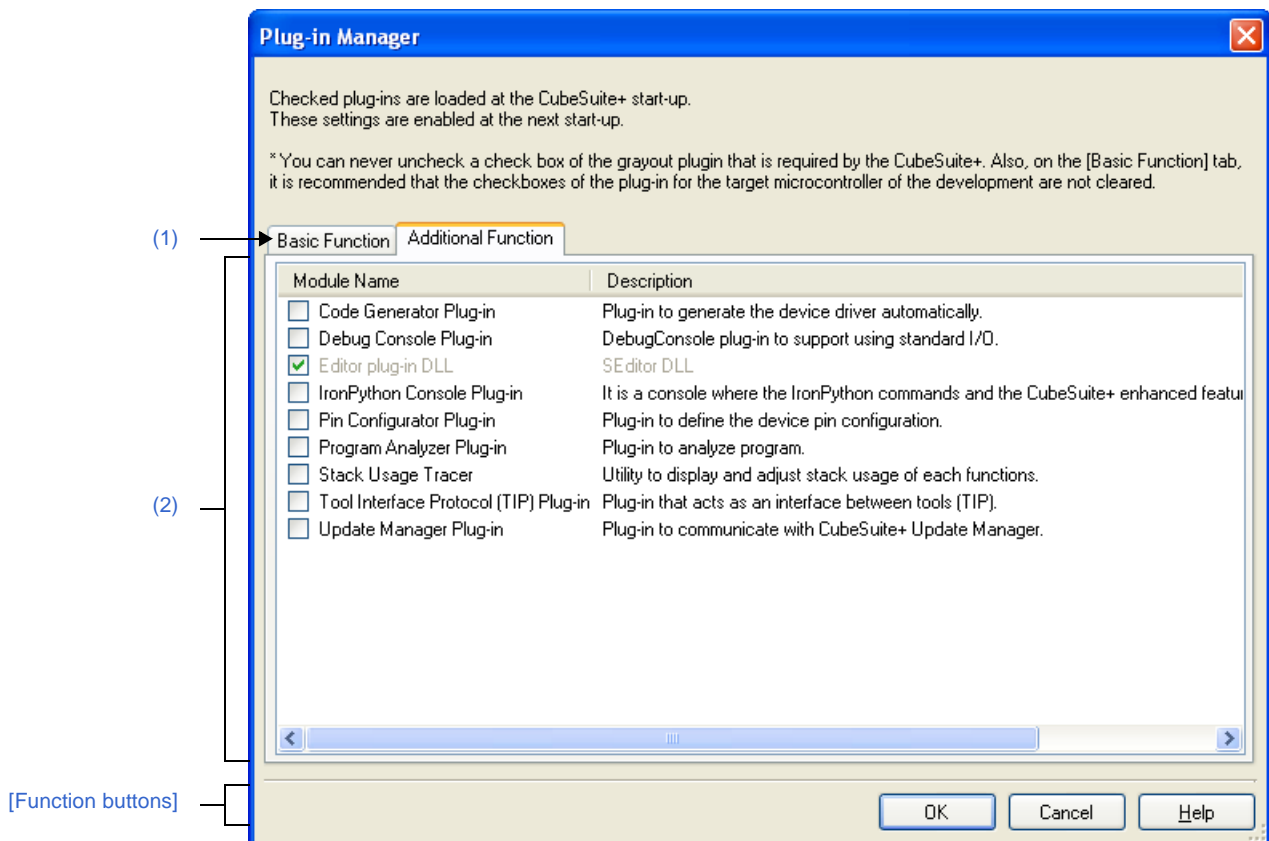 Plug-in Manager
Checked plug-ins are loaded at the CubeSuite+ start-up.
These settings are enabled at the next start-up.
* You can never uncheck a check box of the grayout plugin that is required by the CubeSuite+. Also, on the [Basic Function] tab,
it is recommended that the checkboxes of the plug-in for the target microcontroller of the development are not cleared.
(1)
Basic Function Additional Function
Module Name Description
Code Generator Plug-in Plug-in to generate the device driver automatically.
Debug Console Plug-in DebugConsole plug-in to support using standard I/O.
Editor plug-in DLL SEditor DLL
IronPython Console Plug-in It is a console where the IronPython commands and the CubeSuite+ enhanced featu
Pin Configurator Plug-in Plug-in to define the device pin configuration.
Program Analyzer Plug-in Plug-in to analyze program.
Stack Usage Tracer Utility to display and adjust stack usage of each functions.
(2)
Tool Interface Protocol (TIP) Plug-in Plug-in that acts as an interface between tools (TIP).
Update Manager Plug-in Plug-in to communicate with CubeSuite+ Update Manager.
[Function buttons]
OK Cancel Help